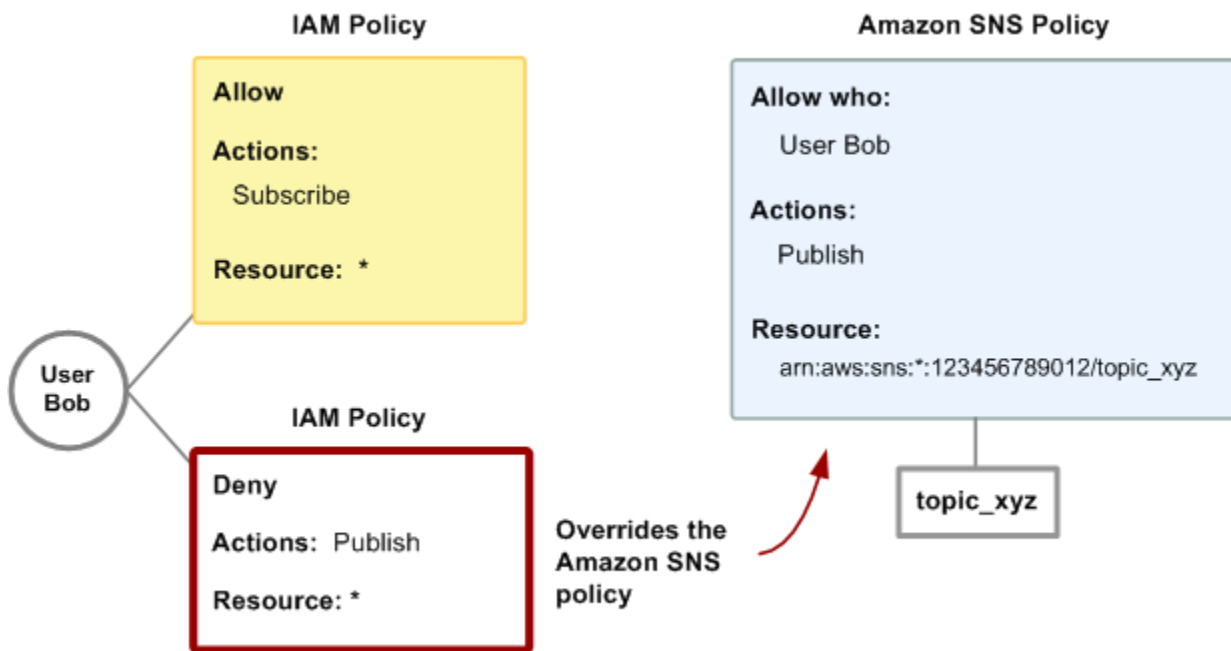 IAM Policy
Allow
Actions:
Subscribe
Resource: *
User
Bob
IAM Policy
Deny
Actions: Publish
Resource: *
Overrides the
Amazon SNS
policy
Amazon SNS Policy
Allow who:
User Bob
Actions:
Publish
Resource:
arn:aws:sns:*:123456789012/topic_xyz
topic_xyz